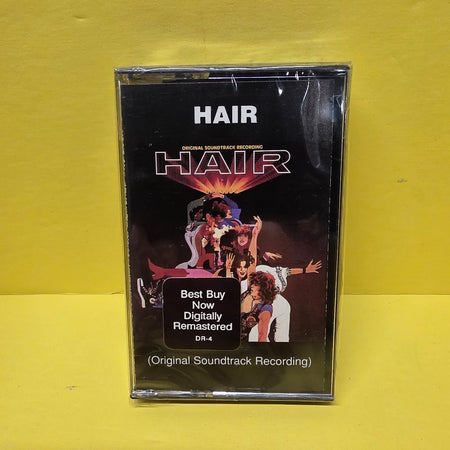 HAIR
ORIGINAL SOUNDTRACK RECORDING
HAIR
Best Buy
Now
Digitally
Remastered
DR-4
(Original Soundtrack Recording)